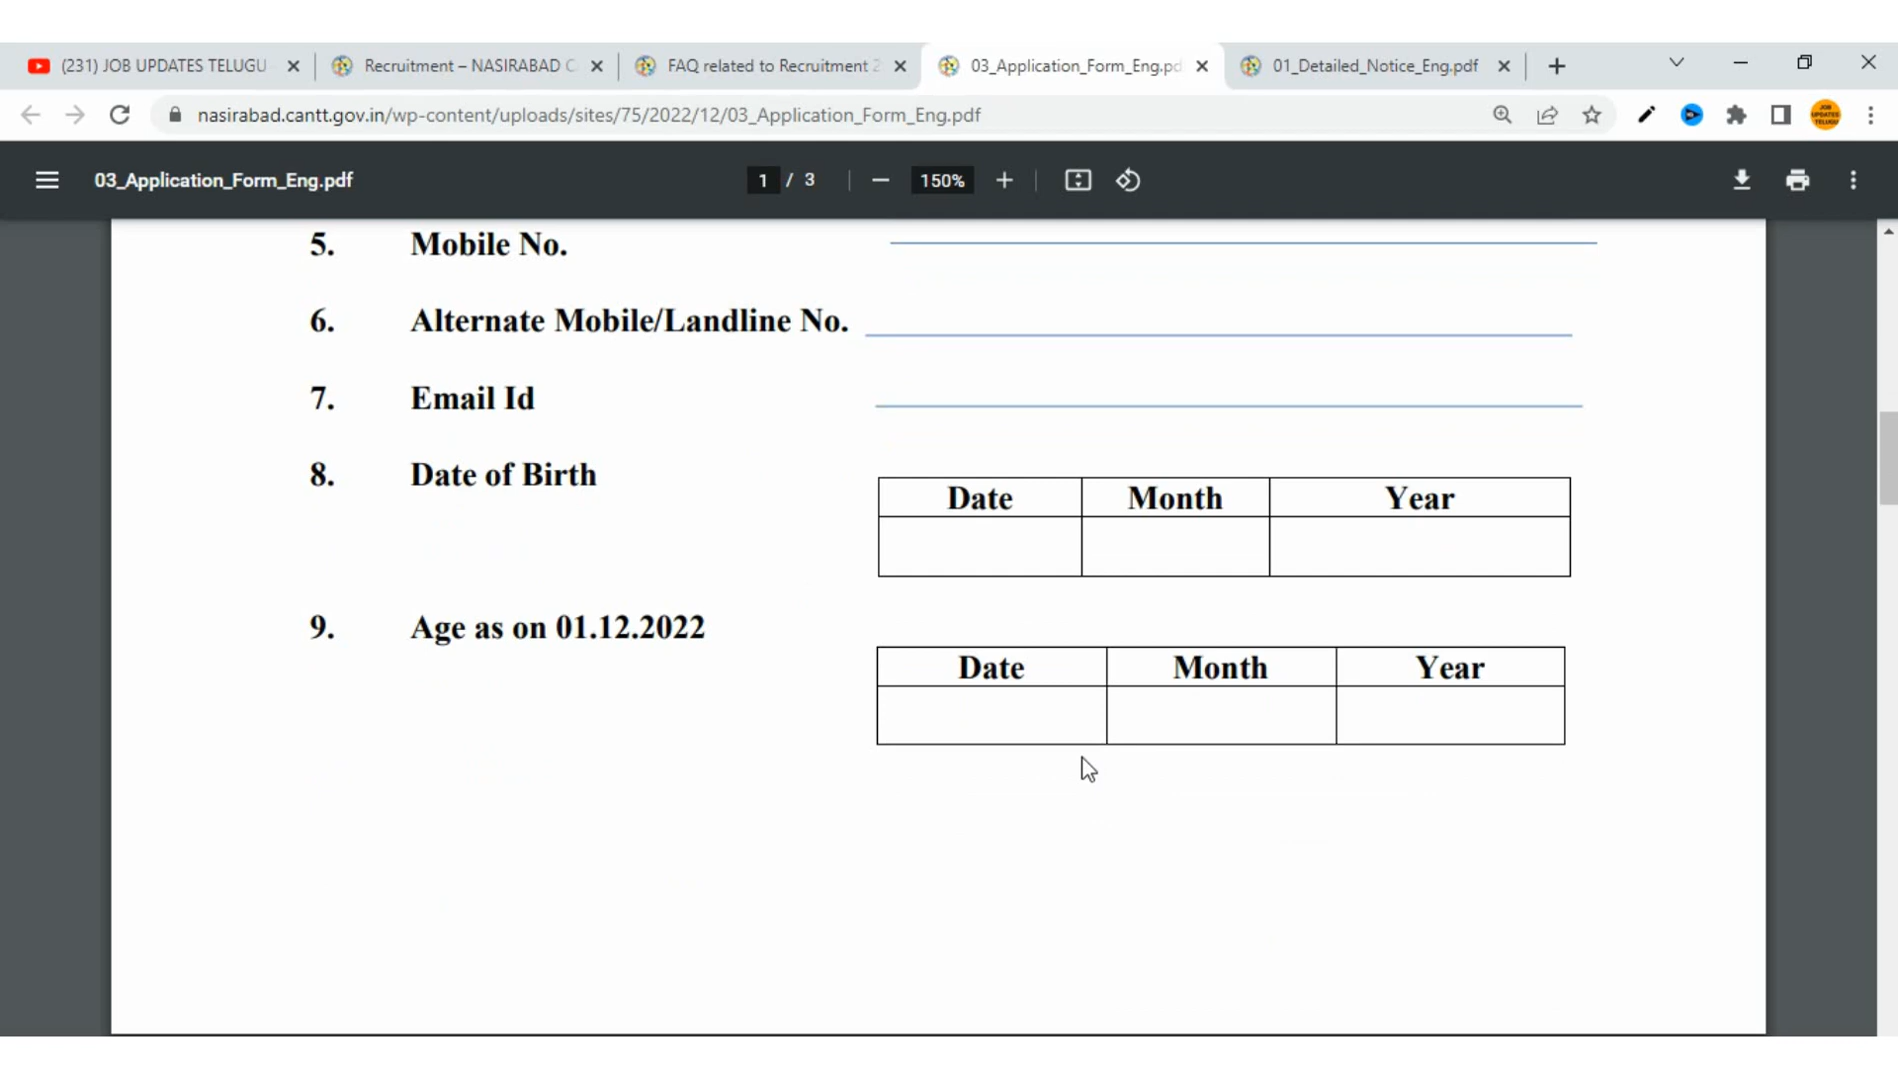 (231) JOB UPDATES TELUGU
Recruitment – NASIRABAD C
FAQ related to Recruitment 2
03_Application_Form_Eng.pd
01_Detailed_Notice_Eng.pdf
nasirabad.cantt.gov.in/wp-content/uploads/sites/75/2022/12/03_Application_Form_Eng.pdf
JOB
UPDATES
TELUGU
03_Application_Form_Eng.pdf
1 / 3
150%
5. Mobile No.
6. Alternate Mobile/Landline No.
7. Email Id
8. Date of Birth
Date Month Year
9. Age as on 01.12.2022
Date Month Year